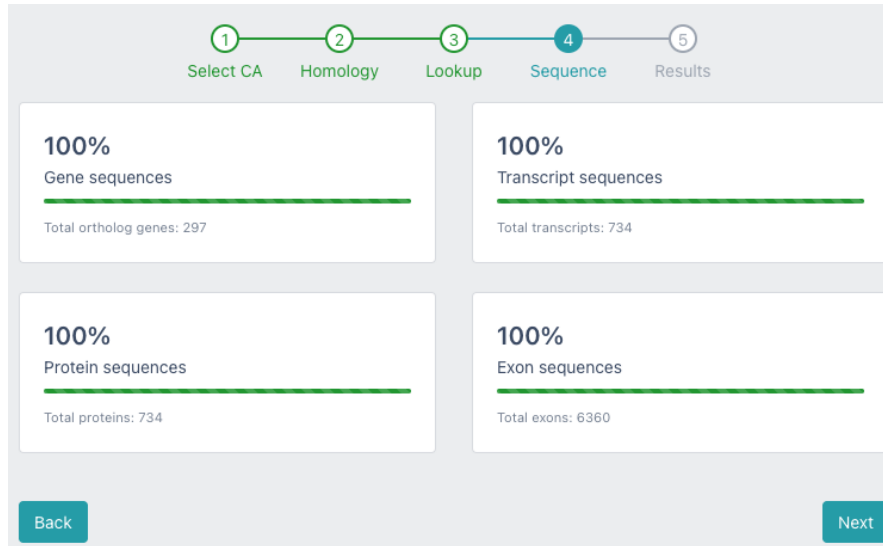 1 2 3 4 5
Select CA Homology Lookup Sequence Results
100%
Gene sequences
Total ortholog genes: 297
100%
Transcript sequences
Total transcripts: 734
100%
Protein sequences
Total proteins: 734
100%
Exon sequences
Total exons: 6360
Back Next